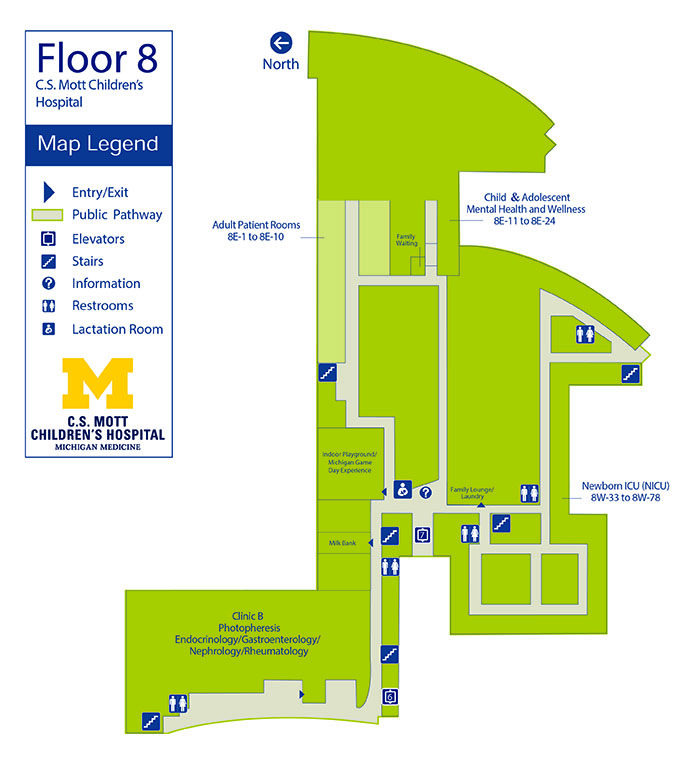 Floor 8
C.S. Mott Children's
Hospital
Map Legend
Entry/Exit
Public Pathway
Elevators
Stairs
?
Information
Restrooms
Lactation Room
M
C.S. MOTT
CHILDREN'S HOSPITAL
MICHIGAN MEDICINE
North
Adult Patient Rooms
8E-1 to 8E-10
Child & Adolescent
Mental Health and Wellness
8E-11 to 8E-24
Family
Waiting
Indoor Playground/
Michigan Game
Day Experience
?
Family Lounge/
Laundry
Newborn ICU (NICU)
8W-33 to 8W-78
Milk Bank
7
Clinic B
Photopheresis
Endocrinology/Gastroenterology/
Nephrology/Rheumatology
6